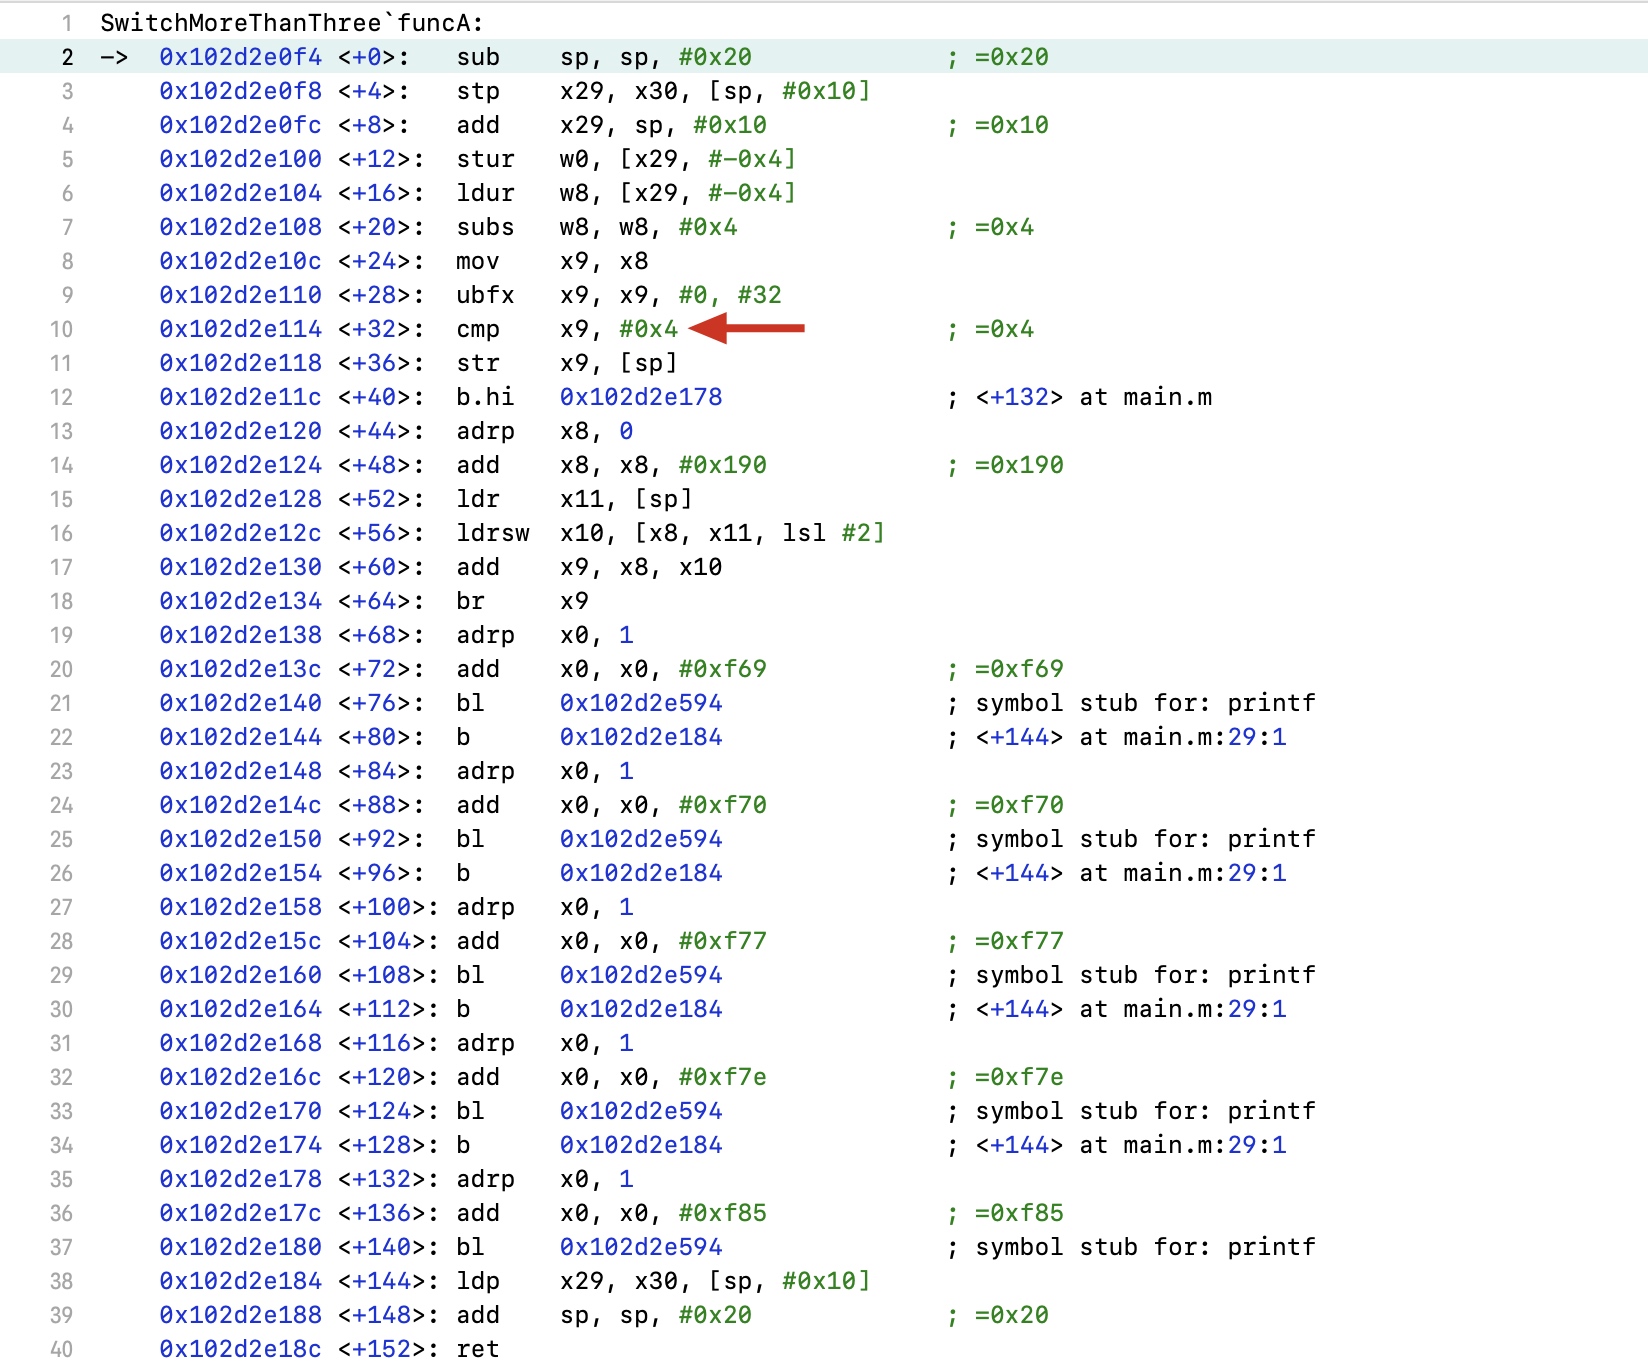 1 SwitchMoreThanThree`funcA:
2 -> 0x102d2e0f4 <+0>: sub sp, sp, #0x20 ; =0x20
3 0x102d2e0f8 <+4>: stp x29, x30, [sp, #0x10]
4 0x102d2e0fc <+8>: add x29, sp, #0x10 ; =0x10
5 0x102d2e100 <+12>: stur w0, [x29, #-0x4]
6 0x102d2e104 <+16>: ldur w8, [x29, #-0x4]
7 0x102d2e108 <+20>: subs w8, w8, #0x4 ; =0x4
8 0x102d2e10c <+24>: mov x9, x8
9 0x102d2e110 <+28>: ubfx x9, x9, #0, #32
10 0x102d2e114 <+32>: cmp x9, #0x4 ; =0x4
11 0x102d2e118 <+36>: str x9, [sp]
12 0x102d2e11c <+40>: b.hi 0x102d2e178 ; <+132> at main.m
13 0x102d2e120 <+44>: adrp x8, 0
14 0x102d2e124 <+48>: add x8, x8, #0x190 ; =0x190
15 0x102d2e128 <+52>: ldr x11, [sp]
16 0x102d2e12c <+56>: ldrsw x10, [x8, x11, lsl #2]
17 0x102d2e130 <+60>: add x9, x8, x10
18 0x102d2e134 <+64>: br x9
19 0x102d2e138 <+68>: adrp x0, 1
20 0x102d2e13c <+72>: add x0, x0, #0xf69 ; =0xf69
21 0x102d2e140 <+76>: bl 0x102d2e594 ; symbol stub for: printf
22 0x102d2e144 <+80>: b 0x102d2e184 ; <+144> at main.m:29:1
23 0x102d2e148 <+84>: adrp x0, 1
24 0x102d2e14c <+88>: add x0, x0, #0xf70 ; =0xf70
25 0x102d2e150 <+92>: bl 0x102d2e594 ; symbol stub for: printf
26 0x102d2e154 <+96>: b 0x102d2e184 ; <+144> at main.m:29:1
27 0x102d2e158 <+100>: adrp x0, 1
28 0x102d2e15c <+104>: add x0, x0, #0xf77 ; =0xf77
29 0x102d2e160 <+108>: bl 0x102d2e594 ; symbol stub for: printf
30 0x102d2e164 <+112>: b 0x102d2e184 ; <+144> at main.m:29:1
31 0x102d2e168 <+116>: adrp x0, 1
32 0x102d2e16c <+120>: add x0, x0, #0xf7e ; =0xf7e
33 0x102d2e170 <+124>: bl 0x102d2e594 ; symbol stub for: printf
34 0x102d2e174 <+128>: b 0x102d2e184 ; <+144> at main.m:29:1
35 0x102d2e178 <+132>: adrp x0, 1
36 0x102d2e17c <+136>: add x0, x0, #0xf85 ; =0xf85
37 0x102d2e180 <+140>: bl 0x102d2e594 ; symbol stub for: printf
38 0x102d2e184 <+144>: ldp x29, x30, [sp, #0x10]
39 0x102d2e188 <+148>: add sp, sp, #0x20 ; =0x20
40 0x102d2e18c <+152>: ret